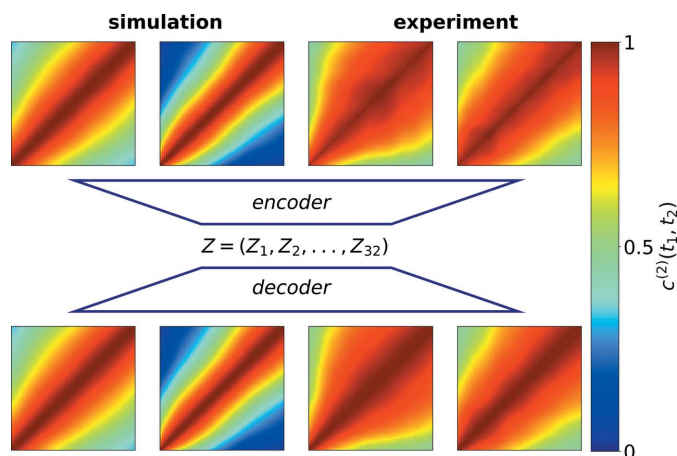 simulation experiment
1
encoder
Z = (Z₁, Z₂, . . . , Z₃₂)
0.5
c⁽²⁾(t₁, t₂)
decoder
0